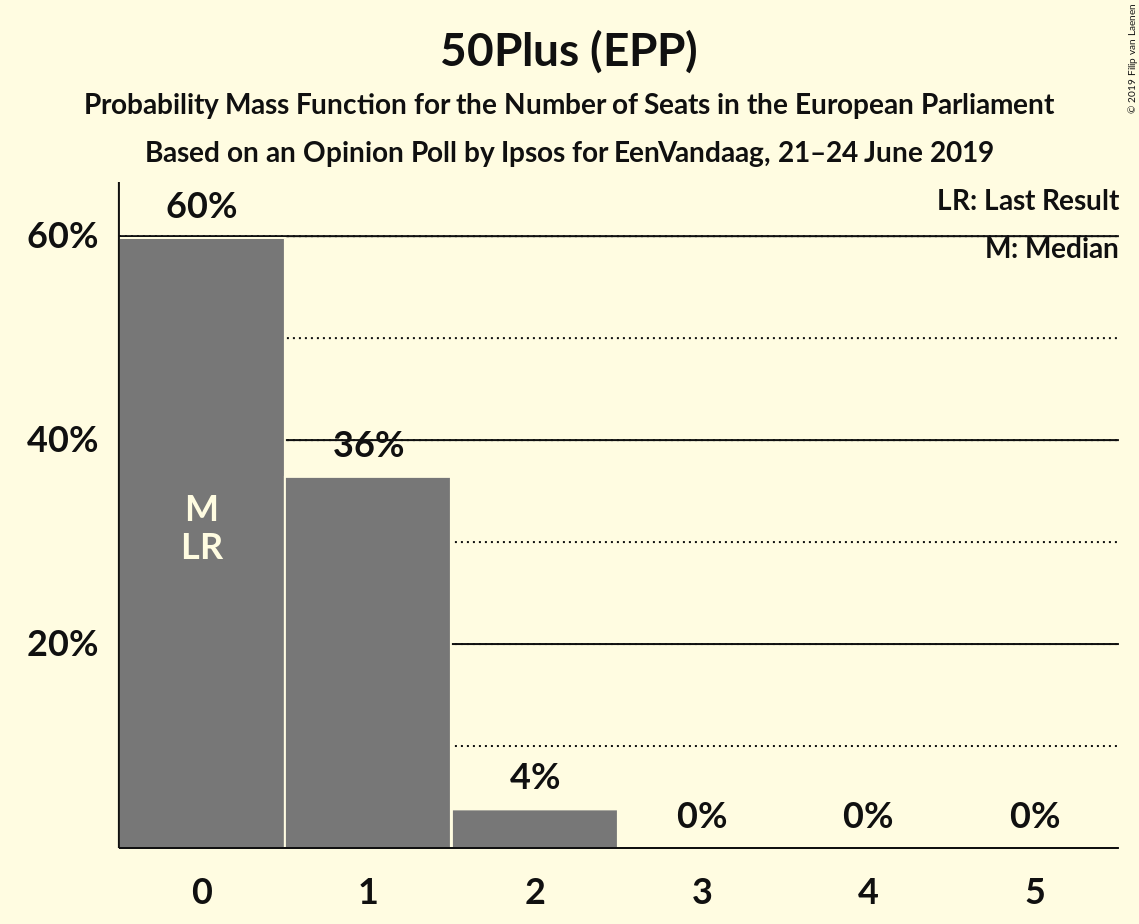 50Plus (EPP)
Probability Mass Function for the Number of Seats in the European Parliament
Based on an Opinion Poll by Ipsos for EenVandaag, 21–24 June 2019
© 2019 Filip van Laenen
LR: Last Result
M: Median
60%
60%
40%
36%
M
LR
20%
4%
0%
0%
0%
0
1
2
3
4
5